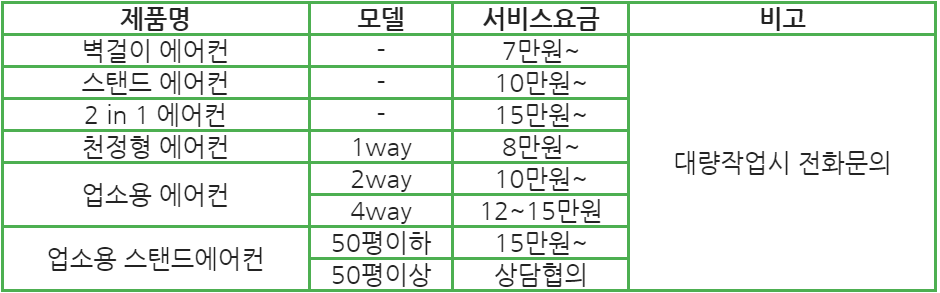 제품명 모델 서비스요금 비고
벽걸이 에어컨 - 7만원~
스탠드 에어컨 - 10만원~
2 in 1 에어컨 - 15만원~
천정형 에어컨 1way 8만원~
대량작업시 전화문의
업소용 에어컨 2way 10만원~
4way 12~15만원
업소용 스탠드에어컨 50평이하 15만원~
50평이상 상담협의